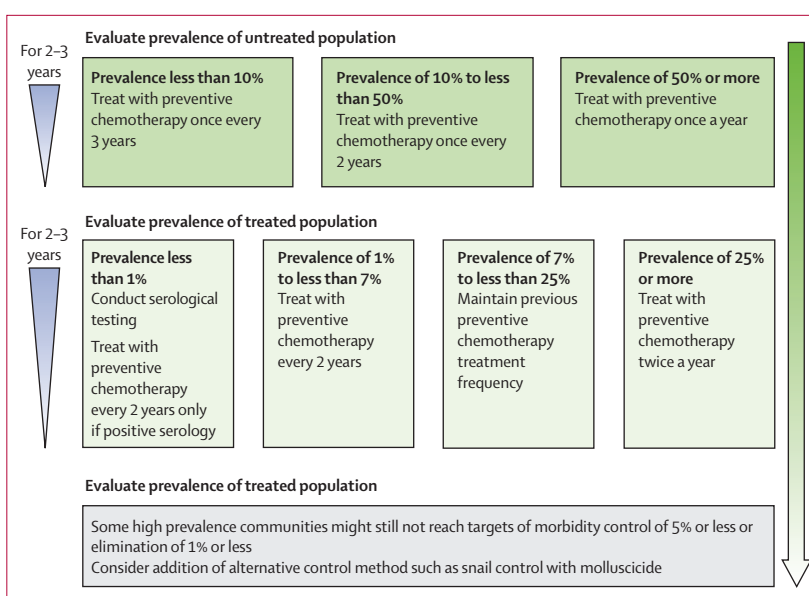 Evaluate prevalence of untreated population
For 2–3
years
Prevalence less than 10%
Treat with preventive
chemotherapy once every
3 years
Prevalence of 10% to less
than 50%
Treat with preventive
chemotherapy once every
2 years
Prevalence of 50% or more
Treat with preventive
chemotherapy once a year
Evaluate prevalence of treated population
For 2–3
years
Prevalence less
than 1%
Conduct serological
testing
Treat with
preventive
chemotherapy
every 2 years only
if positive serology
Prevalence of 1%
to less than 7%
Treat with
preventive
chemotherapy
every 2 years
Prevalence of 7%
to less than 25%
Maintain previous
preventive
chemotherapy
treatment
frequency
Prevalence of 25%
or more
Treat with
preventive
chemotherapy
twice a year
Evaluate prevalence of treated population
Some high prevalence communities might still not reach targets of morbidity control of 5% or less or
elimination of 1% or less
Consider addition of alternative control method such as snail control with molluscicide